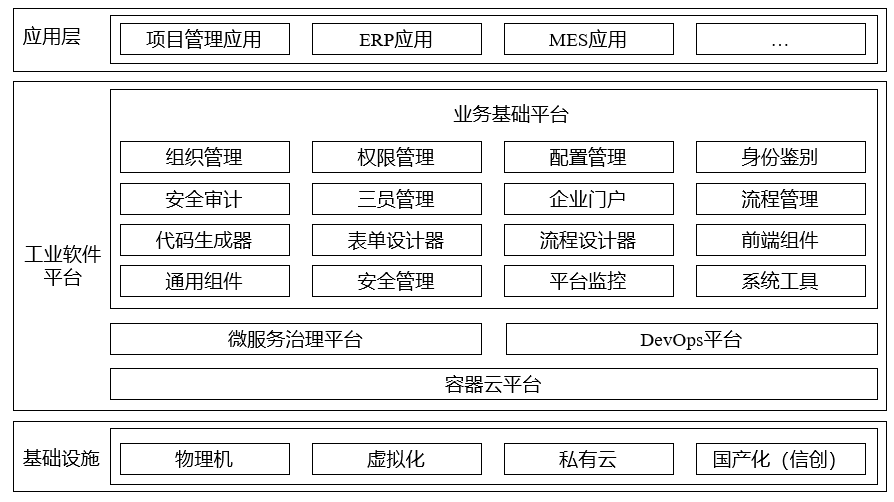 应用层
项目管理应用
ERP应用
MES应用
…
业务基础平台
组织管理
权限管理
配置管理
身份鉴别
安全审计
三员管理
企业门户
流程管理
工业软件
平台
代码生成器
表单设计器
流程设计器
前端组件
通用组件
安全管理
平台监控
系统工具
微服务治理平台
DevOps平台
容器云平台
基础设施
物理机
虚拟化
私有云
国产化（信创）